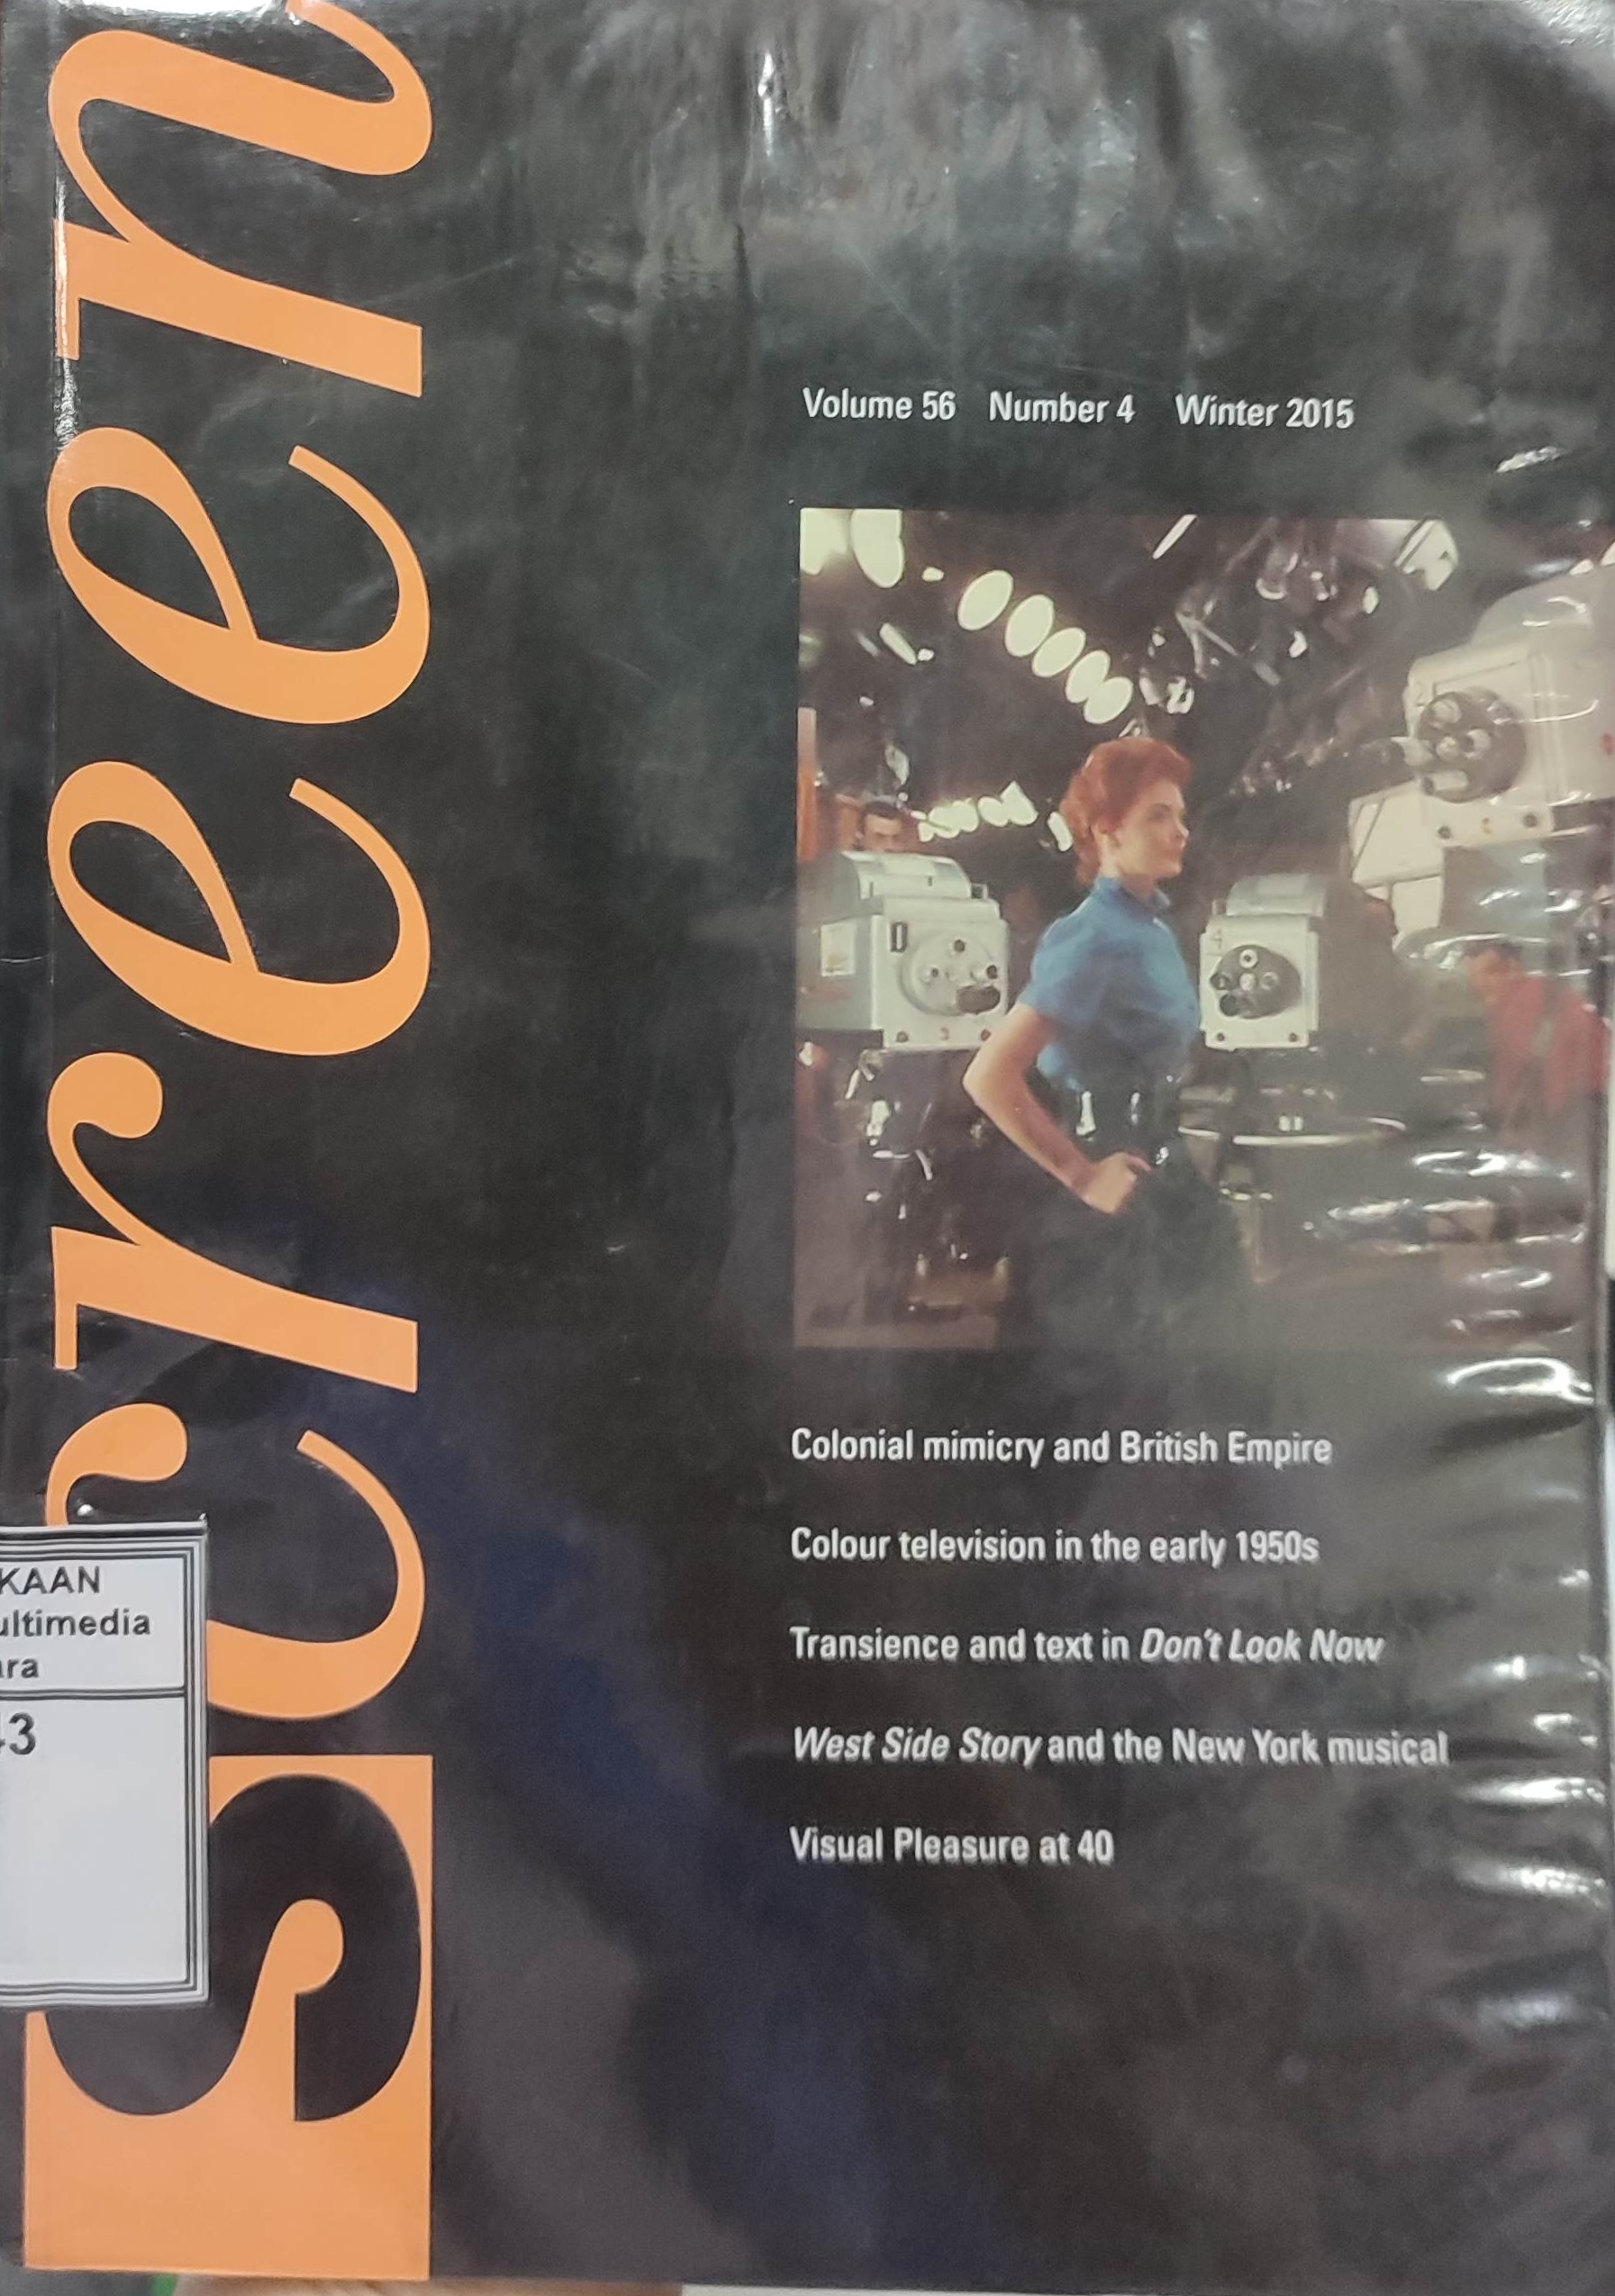 Screen
Volume 56 Number 4 Winter 2015
Colonial mimicry and British Empire
Colour television in the early 1950s
Transience and text in Don't Look Now
West Side Story and the New York musical
Visual Pleasure at 40
KAAN
ultimedia
ara
43